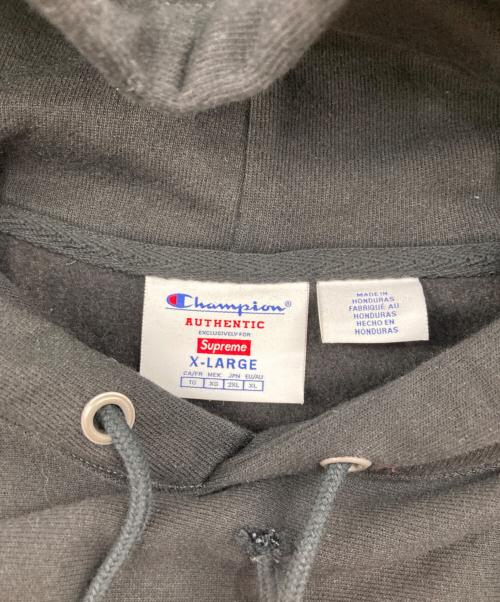 Champion®
AUTHENTIC
EXCLUSIVELY FOR
Supreme
X-LARGE
CA/FR MEX JPN EU/AU
TG XG 2XL XL
MADE IN
HONDURAS
FABRIQUÉ AU
HONDURAS
HECHO EN
HONDURAS